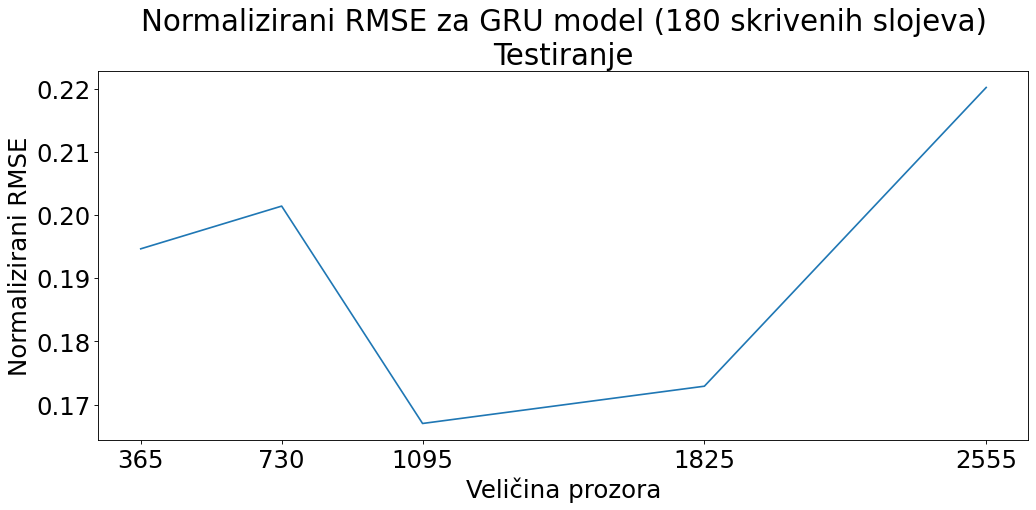 Normalizirani RMSE za GRU model (180 skrivenih slojeva)
Testiranje
Normalizirani RMSE
0.22
0.21
0.20
0.19
0.18
0.17
365 730 1095 1825 2555
Veličina prozora